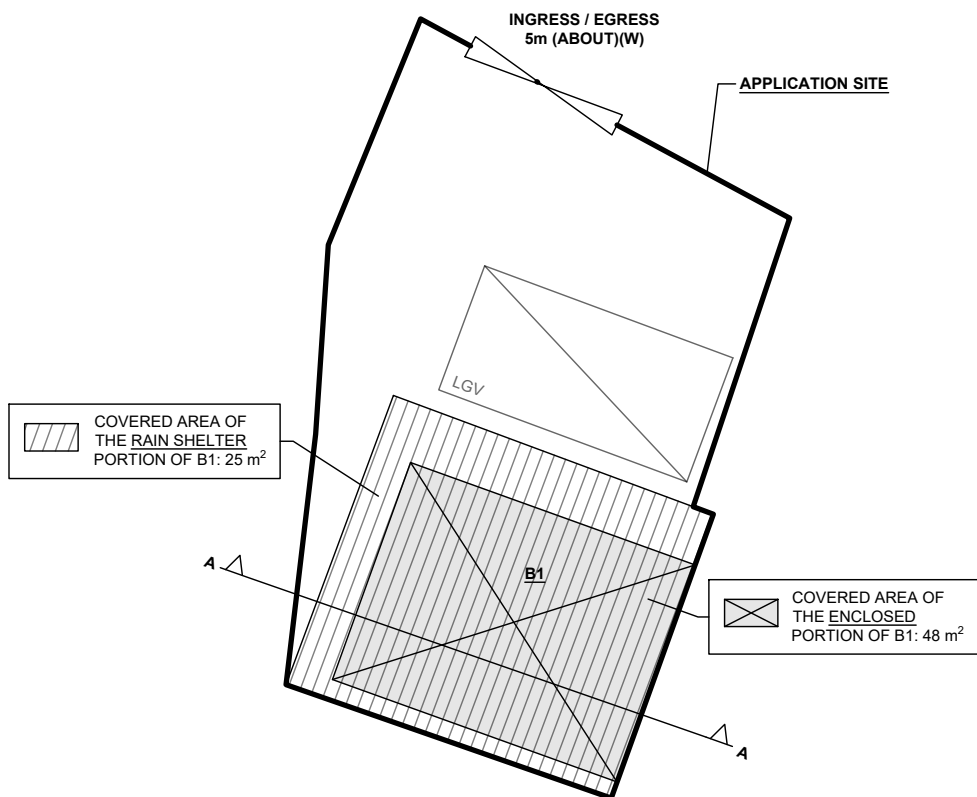 INGRESS / EGRESS
5m (ABOUT)(W)
APPLICATION SITE
LGV
COVERED AREA OF
THE RAIN SHELTER
PORTION OF B1: 25 m²
A
B1
COVERED AREA OF
THE ENCLOSED
PORTION OF B1: 48 m²
A